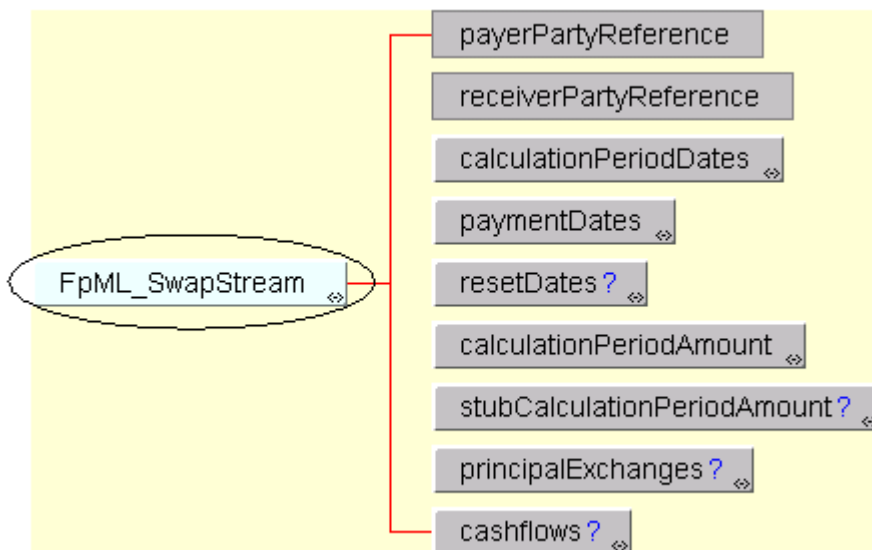 payerPartyReference
receiverPartyReference
calculationPeriodDates
paymentDates
FpML_SwapStream
resetDates?
calculationPeriodAmount
stubCalculationPeriodAmount?
principalExchanges?
cashflows?